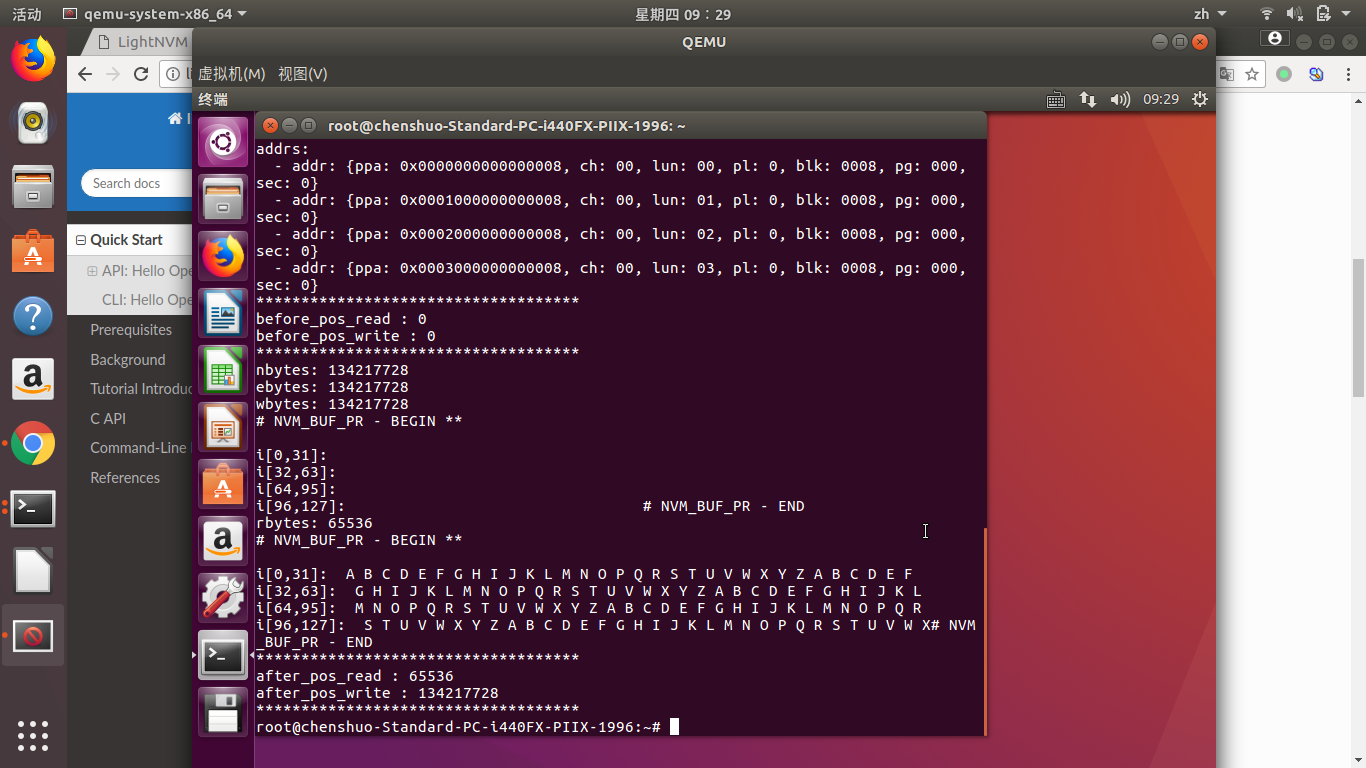 活动
qemu-system-x86_64
星期四 09：29
zh
LightNVM
QEMU
虚拟机(M) 视图(V)
终端
09:29
root@chenshuo-Standard-PC-i440FX-PIIX-1996: ~
Search docs
Quick Start
API: Hello Ope
CLI: Hello Ope
Prerequisites
Background
Tutorial Introduc
C API
Command-Line
References
addrs:
  - addr: {ppa: 0x0000000000000008, ch: 00, lun: 00, pl: 0, blk: 0008, pg: 000,
sec: 0}
  - addr: {ppa: 0x0001000000000008, ch: 00, lun: 01, pl: 0, blk: 0008, pg: 000,
sec: 0}
  - addr: {ppa: 0x0002000000000008, ch: 00, lun: 02, pl: 0, blk: 0008, pg: 000,
sec: 0}
  - addr: {ppa: 0x0003000000000008, ch: 00, lun: 03, pl: 0, blk: 0008, pg: 000,
sec: 0}
************************************
before_pos_read : 0
before_pos_write : 0
************************************
nbytes: 134217728
ebytes: 134217728
wbytes: 134217728
# NVM_BUF_PR - BEGIN **
i[0,31]:
i[32,63]:
i[64,95]:
i[96,127]: # NVM_BUF_PR - END
rbytes: 65536
# NVM_BUF_PR - BEGIN **
i[0,31]:  A B C D E F G H I J K L M N O P Q R S T U V W X Y Z A B C D E F
i[32,63]:  G H I J K L M N O P Q R S T U V W X Y Z A B C D E F G H I J K L
i[64,95]:  M N O P Q R S T U V W X Y Z A B C D E F G H I J K L M N O P Q R
i[96,127]:  S T U V W X Y Z A B C D E F G H I J K L M N O P Q R S T U V W X# NVM
_BUF_PR - END
************************************
after_pos_read : 65536
after_pos_write : 134217728
************************************
root@chenshuo-Standard-PC-i440FX-PIIX-1996:~#